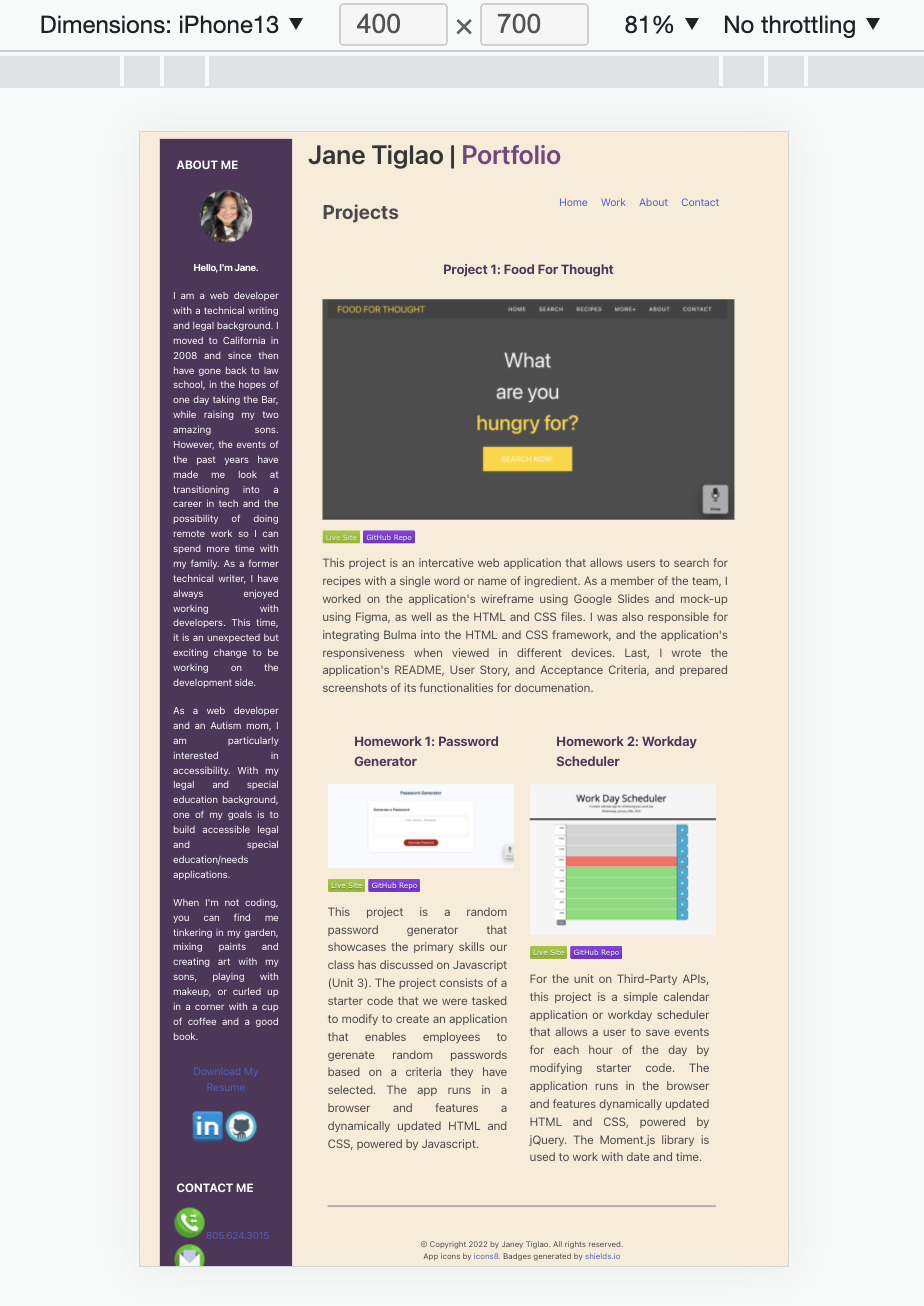 Dimensions: iPhone13 ▼ 400 × 700 81% ▼ No throttling ▼
ABOUT ME
Hello,I'm Jane.
I am a web developer
with a technical writing
and legal background. I
moved to California in
2008 and since then
have gone back to law
school, in the hopes of
one day taking the Bar,
while raising my two
amazing sons.
However, the events of
the past years have
made me look at
transitioning into a
career in tech and the
possibility of doing
remote work so I can
spend more time with
my family. As a former
technical writer, I have
always enjoyed
working with
developers. This time,
it is an unexpected but
exciting change to be
working on the
development side.
As a web developer
and an Autism mom, I
am particularly
interested in
accessibility. With my
legal and special
education background,
one of my goals is to
build accessible legal
and special
education/needs
applications.
When I'm not coding,
you can find me
tinkering in my garden,
mixing paints and
creating art with my
sons, playing with
makeup, or curled up
in a corner with a cup
of coffee and a good
book.
Download My
Resume
in
CONTACT ME
805.624.3015
Jane Tiglao | Portfolio
Home Work About Contact
Projects
Project 1: Food For Thought
FOOD FOR THOUGHT HOME SEARCH RECIPES MORE+ ABOUT CONTACT
What
are you
hungry for?
SEARCH NOW
Live Site GitHub Repo
This project is an intercative web application that allows users to search for
recipes with a single word or name of ingredient. As a member of the team, I
worked on the application's wireframe using Google Slides and mock-up
using Figma, as well as the HTML and CSS files. I was also responsible for
integrating Bulma into the HTML and CSS framework, and the application's
responsiveness when viewed in different devices. Last, I wrote the
application's README, User Story, and Acceptance Criteria, and prepared
screenshots of its functionalities for documenation.
Homework 1: Password
Generator
Password Generator
Generate a Password
Generate Password
Live Site GitHub Repo
This project is a random
password generator that
showcases the primary skills our
class has discussed on Javascript
(Unit 3). The project consists of a
starter code that we were tasked
to modify to create an application
that enables employees to
gerenate random passwords
based on a criteria they have
selected. The app runs in a
browser and features a
dynamically updated HTML and
CSS, powered by Javascript.
Homework 2: Workday
Scheduler
Work Day Scheduler
Live Site GitHub Repo
For the unit on Third-Party APIs,
this project is a simple calendar
application or workday scheduler
that allows a user to save events
for each hour of the day by
modifying starter code. The
application runs in the browser
and features dynamically updated
HTML and CSS, powered by
jQuery. The Moment.js library is
used to work with date and time.
© Copyright 2022 by Janey Tiglao. All rights reserved.
App icons by icons8. Badges generated by shields.io